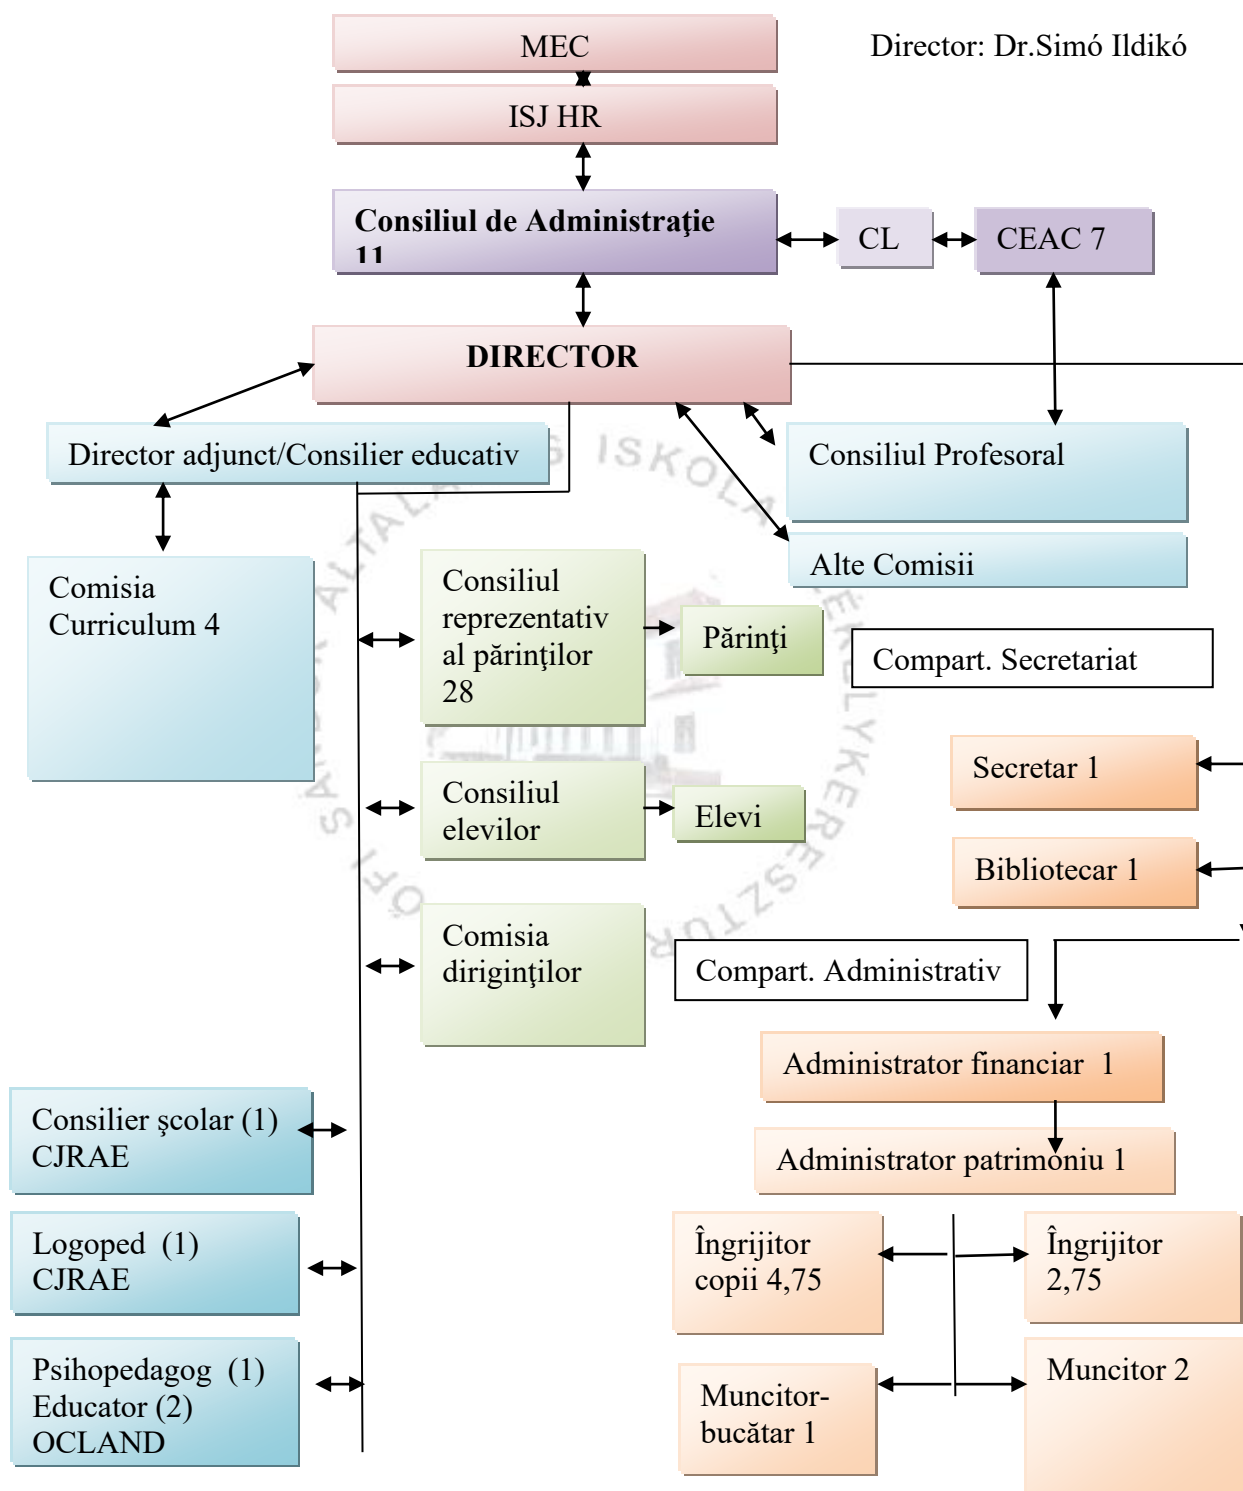 MEC
Director: Dr.Simó Ildikó
ISJ HR
Consiliul de Administraţie
11
CL
CEAC 7
DIRECTOR
Director adjunct/Consilier educativ
Consiliul Profesoral
Alte Comisii
Comisia
Curriculum 4
Consiliul
reprezentativ
al părinţilor
28
Părinţi
Compart. Secretariat
Secretar 1
Consiliul
elevilor
Elevi
Bibliotecar 1
Comisia
diriginţilor
Compart. Administrativ
Administrator financiar  1
Administrator patrimoniu 1
Consilier şcolar (1)
CJRAE
Logoped  (1)
CJRAE
Îngrijitor
copii 4,75
Îngrijitor
2,75
Psihopedagog  (1)
Educator (2)
OCLAND
Muncitor-
bucătar 1
Muncitor 2
ISKOLA